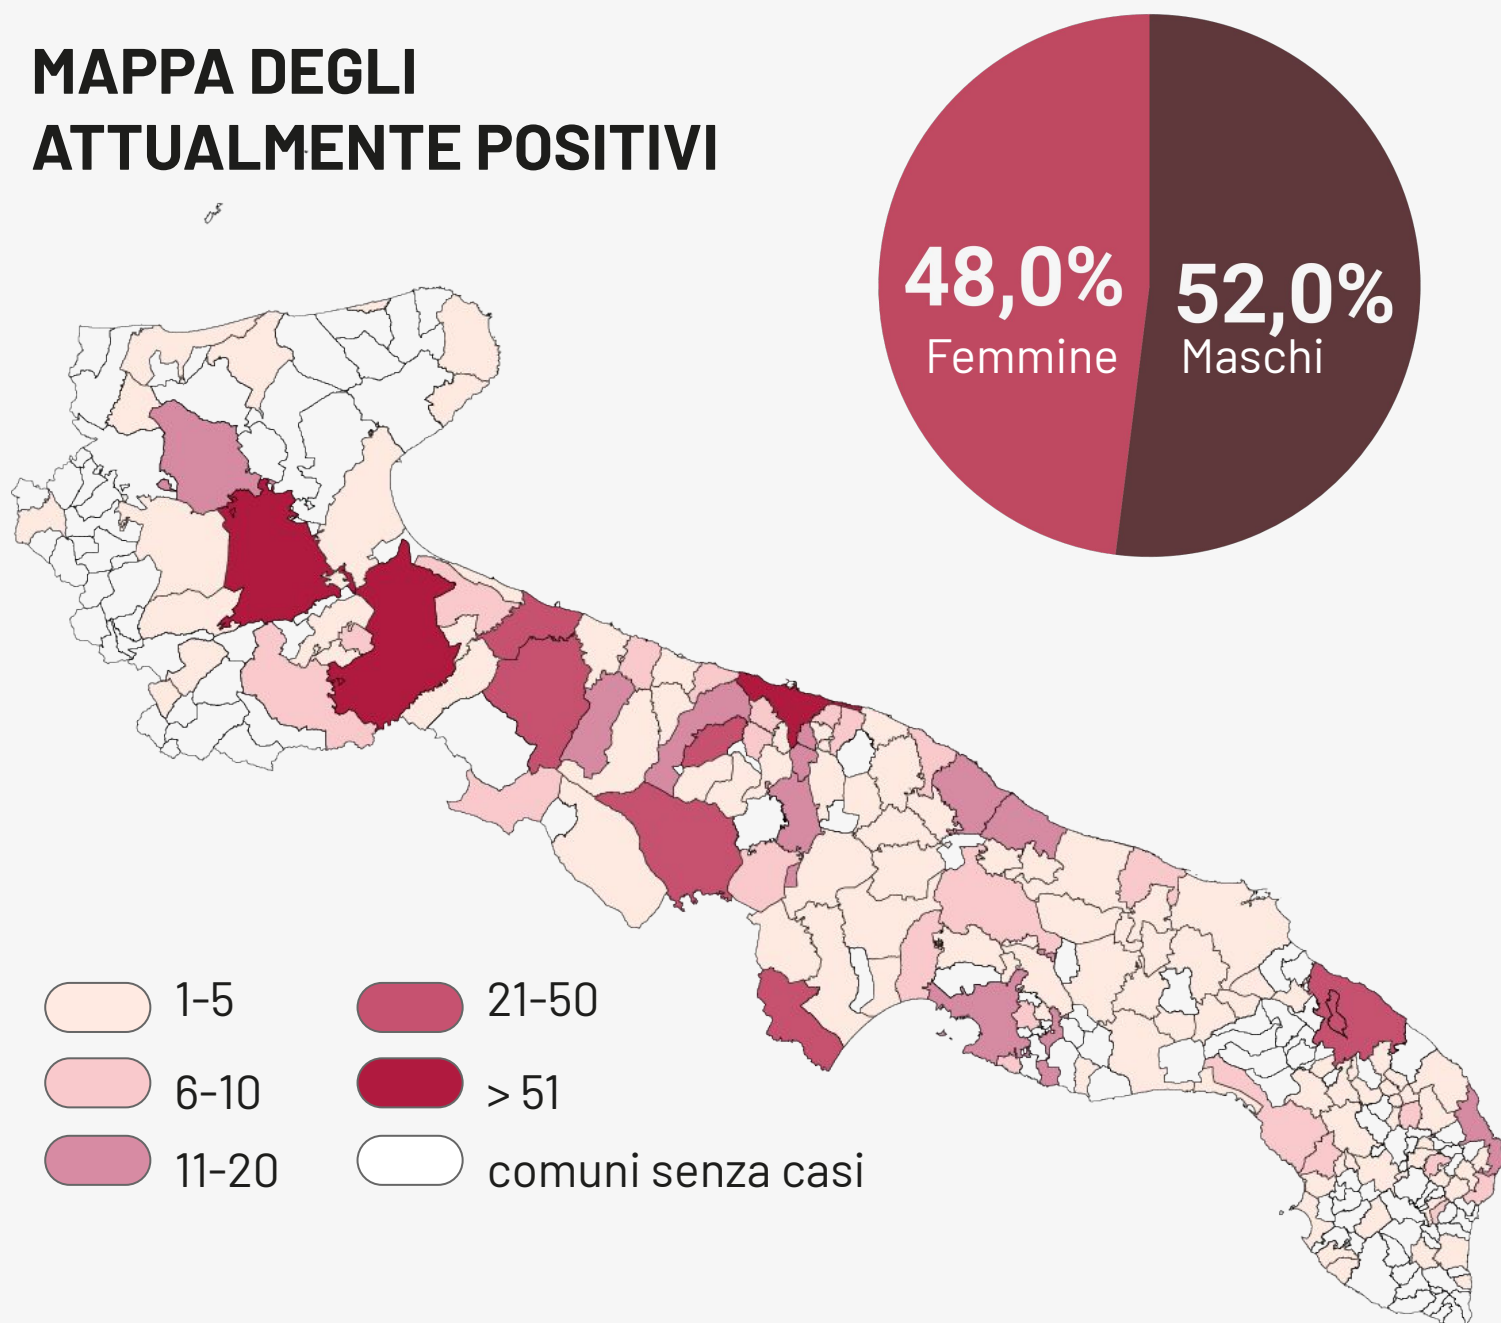 MAPPA DEGLI
ATTUALMENTE POSITIVI
48,0%
Femmine
52,0%
Maschi
1-5
6-10
11-20
21-50
> 51
comuni senza casi